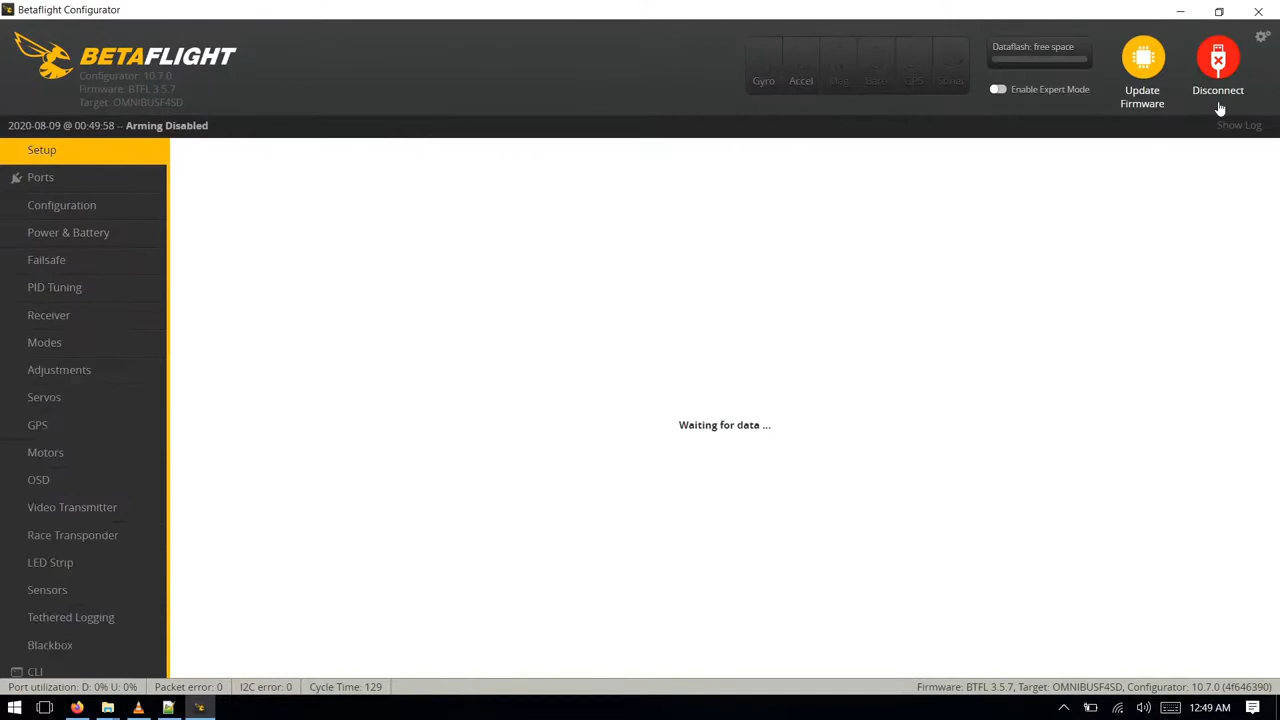 Betaflight Configurator
BETAFLIGHT
Configurator: 10.7.0
Firmware: BTFL 3.5.7
Target: OMNIBUSF4SD
Gyro
Accel
Mag
Baro
GPS
Sonar
Dataflash: free space
Enable Expert Mode
Update
Firmware
Disconnect
2020-08-09 @ 00:49:58 -- Arming Disabled
Show Log
Setup
Ports
Configuration
Power & Battery
Failsafe
PID Tuning
Receiver
Modes
Adjustments
Servos
GPS
Motors
OSD
Video Transmitter
Race Transponder
LED Strip
Sensors
Tethered Logging
Blackbox
CLI
Waiting for data ...
Port utilization: D: 0% U: 0%
Packet error: 0
I2C error: 0
Cycle Time: 129
Firmware: BTFL 3.5.7, Target: OMNIBUSF4SD, Configurator: 10.7.0 (4f646390)
12:49 AM